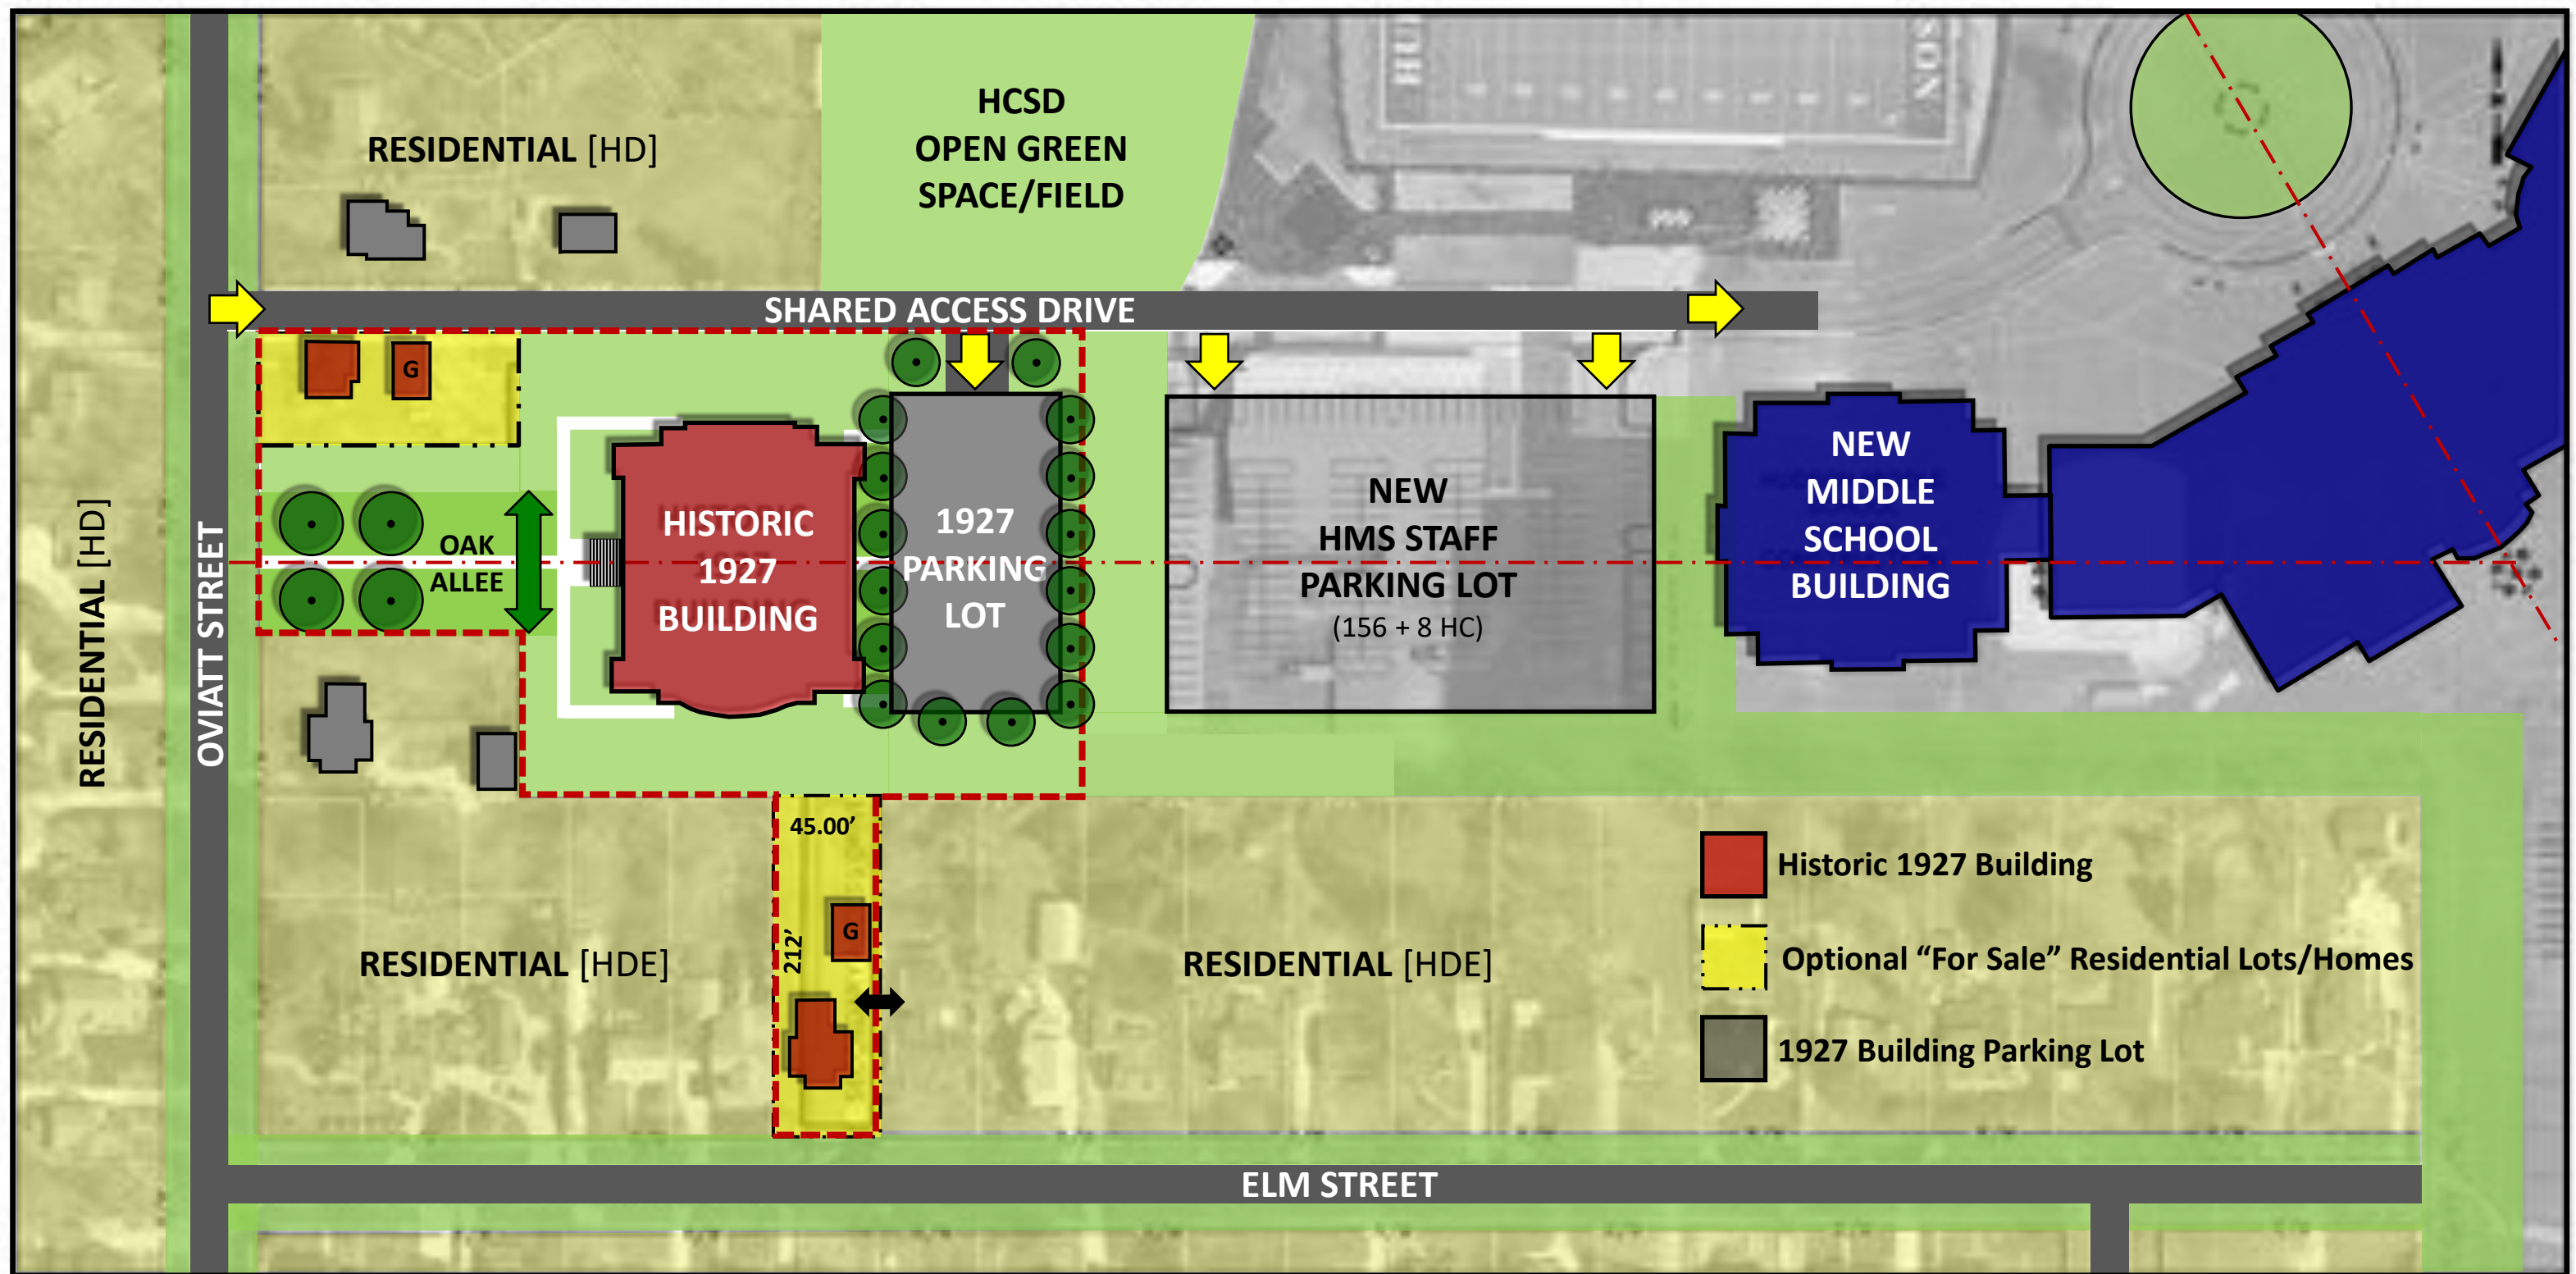 HCSD
OPEN GREEN
SPACE/FIELD
RESIDENTIAL [HD]
SHARED ACCESS DRIVE
G
OAK
ALLEE
HISTORIC
1927
BUILDING
1927
PARKING
LOT
NEW
HMS STAFF
PARKING LOT
(156 + 8 HC)
NEW
MIDDLE
SCHOOL
BUILDING
RESIDENTIAL [HD]
OVIATT STREET
45.00’
212’
G
RESIDENTIAL [HDE]
RESIDENTIAL [HDE]
Historic 1927 Building
Optional “For Sale” Residential Lots/Homes
1927 Building Parking Lot
ELM STREET